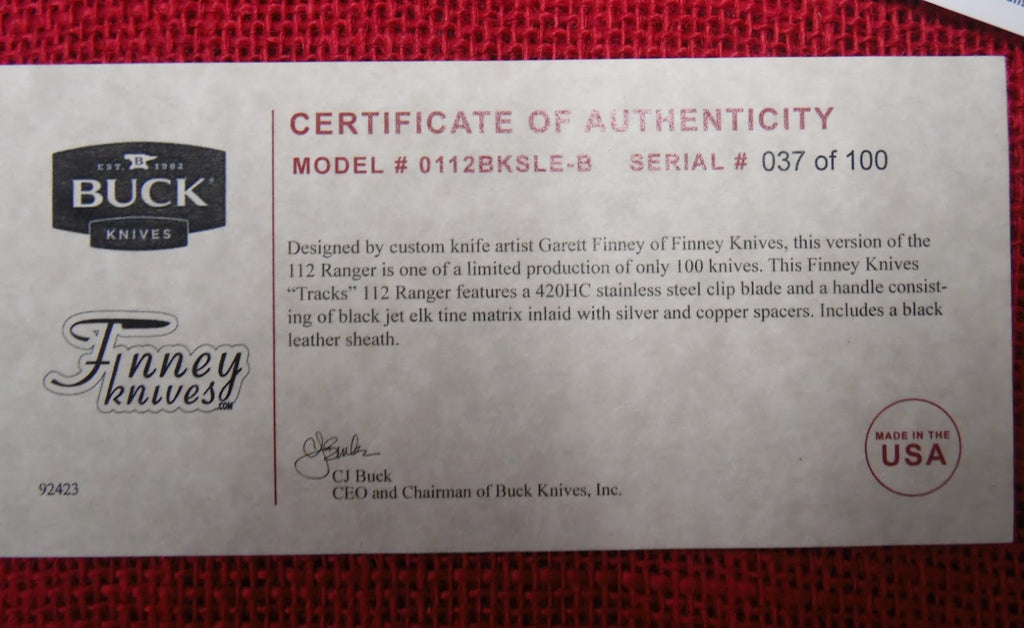 CERTIFICATE OF AUTHENTICITY
MODEL # 0112BKSLE-B SERIAL # 037 of 100
EST. B 1902
BUCK
KNIVES
Designed by custom knife artist Garett Finney of Finney Knives, this version of the
112 Ranger is one of a limited production of only 100 knives. This Finney Knives
“Tracks” 112 Ranger features a 420HC stainless steel clip blade and a handle consist-
ing of black jet elk tine matrix inlaid with silver and copper spacers. Includes a black
leather sheath.
Finney
knives
.COM
CJ Buck
CEO and Chairman of Buck Knives, Inc.
92423
MADE IN THE
USA